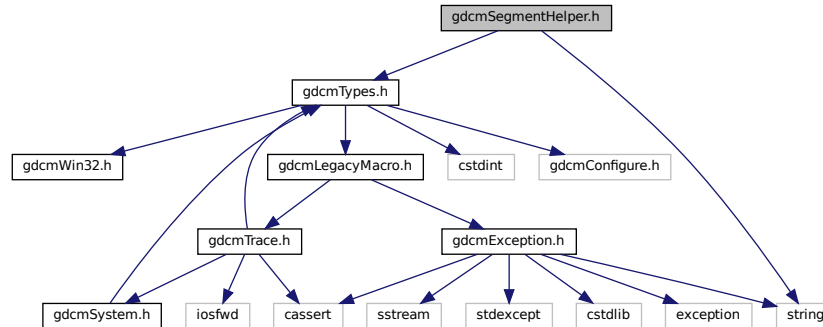 gdcmSegmentHelper.h
gdcmTypes.h
gdcmWin32.h
gdcmLegacyMacro.h
cstdint
gdcmConfigure.h
gdcmTrace.h
gdcmException.h
gdcmSystem.h
iosfwd
cassert
sstream
stdexcept
cstdlib
exception
string